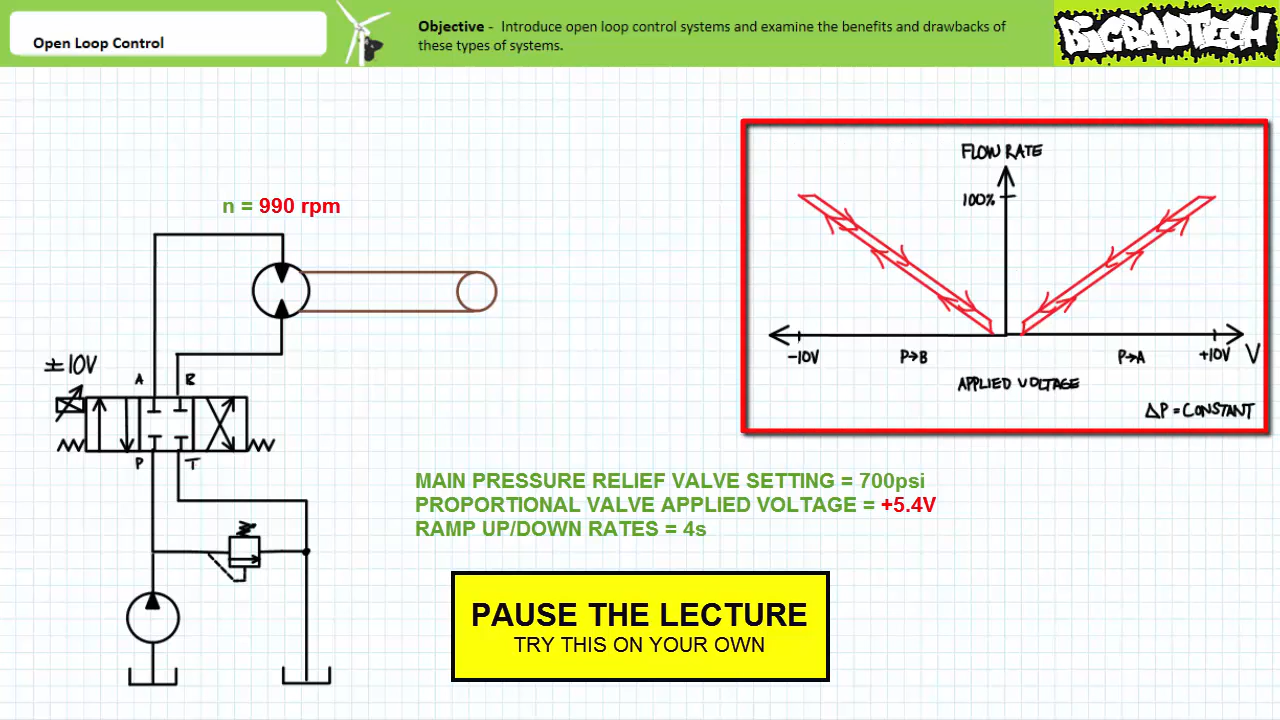 Open Loop Control
Objective - Introduce open loop control systems and examine the benefits and drawbacks of
these types of systems.
BIGBADTECH
n = 990 rpm
±10V
A B
P T
FLOW RATE
100%
-10V P→B P→A +10V V
APPLIED VOLTAGE
ΔP = CONSTANT
MAIN PRESSURE RELIEF VALVE SETTING = 700psi
PROPORTIONAL VALVE APPLIED VOLTAGE = +5.4V
RAMP UP/DOWN RATES = 4s
PAUSE THE LECTURE
TRY THIS ON YOUR OWN